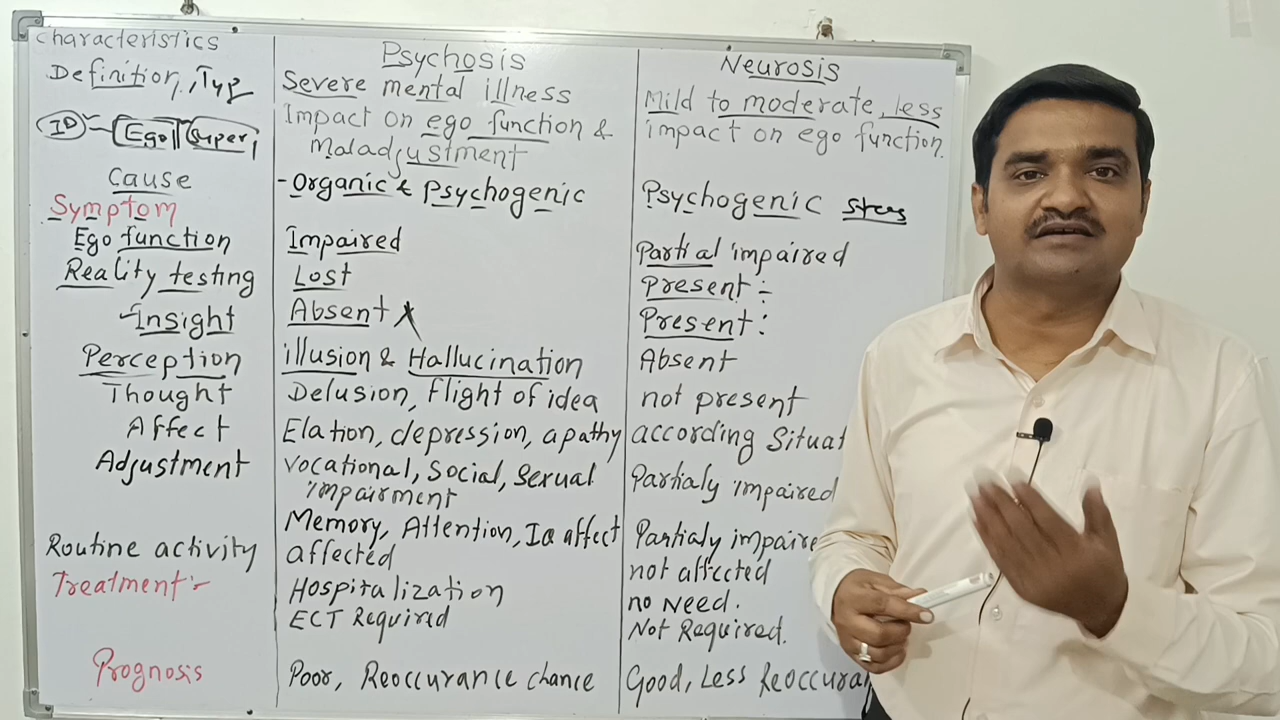 Characteristics
Psychosis
Neurosis
Definition, Type
Severe mental illness
Mild to moderate, less
ID Ego Super
Impact on ego function &
impact on ego function.
Maladjustment
Cause
-Organic & Psychogenic
Psychogenic
Symptom
Ego function
Impaired
Partial impaired
Reality testing
Lost
Present :-
Insight
Absent X
Present :
Perception
illusion & Hallucination
Absent
Thought
Delusion, Flight of idea
not present
Affect
Elation, depression, apathy
according Situat
Adjustment
Vocational, Social, Sexual
Partialy impaired
impairment
Memory, Attention, IQ affect
Partialy impaire
Routine activity
affected
not affected
Treatment :-
Hospitalization
no Need.
ECT Required
Not Required.
Prognosis
Poor, Reoccurance chance
Good, Less Reoccura